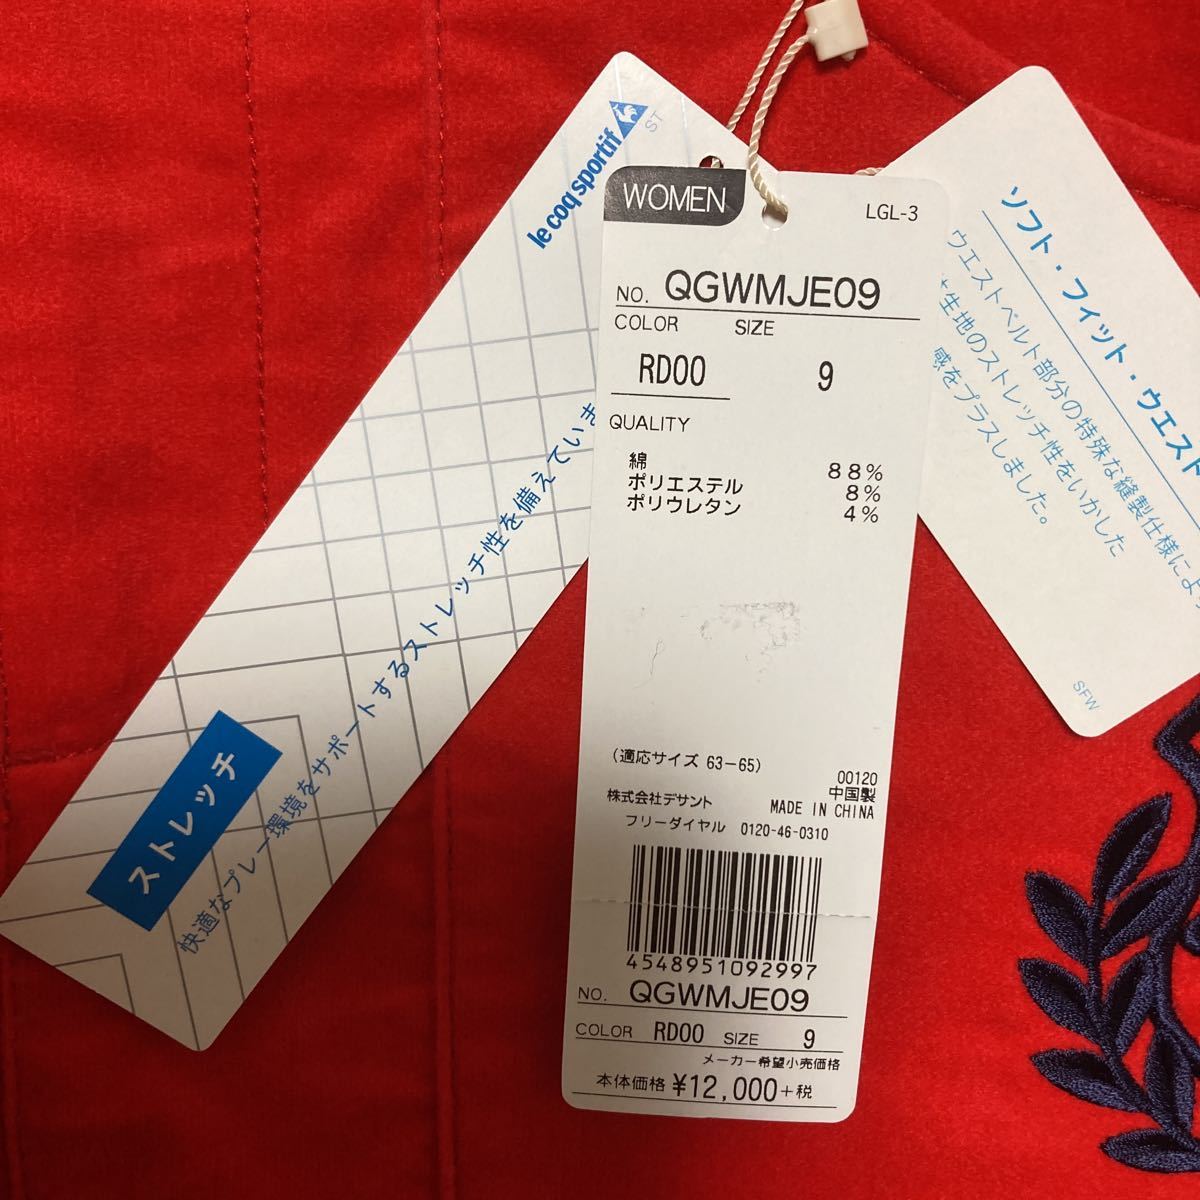 le coq sportif
ST
ストレッチ
快適なプレー環境をサポートするストレッチ性を備えていま
WOMEN
LGL-3
NO. QGWMJE09
COLOR SIZE
RD00 9
QUALITY
綿 88%
ポリエステル 8%
ポリウレタン 4%
(適応サイズ 63-65)
00120
中国製
株式会社デサント MADE IN CHINA
フリーダイヤル 0120-46-0310
4548951092997
NO. QGWMJE09
COLOR RD00 SIZE 9
メーカー希望小売価格
本体価格 ¥12,000+税
ソフト・フィット・ウエスト
ウエストベルト部分の特殊な縫製仕様によ
生地のストレッチ性をいかした
感をプラスしました。
SFW